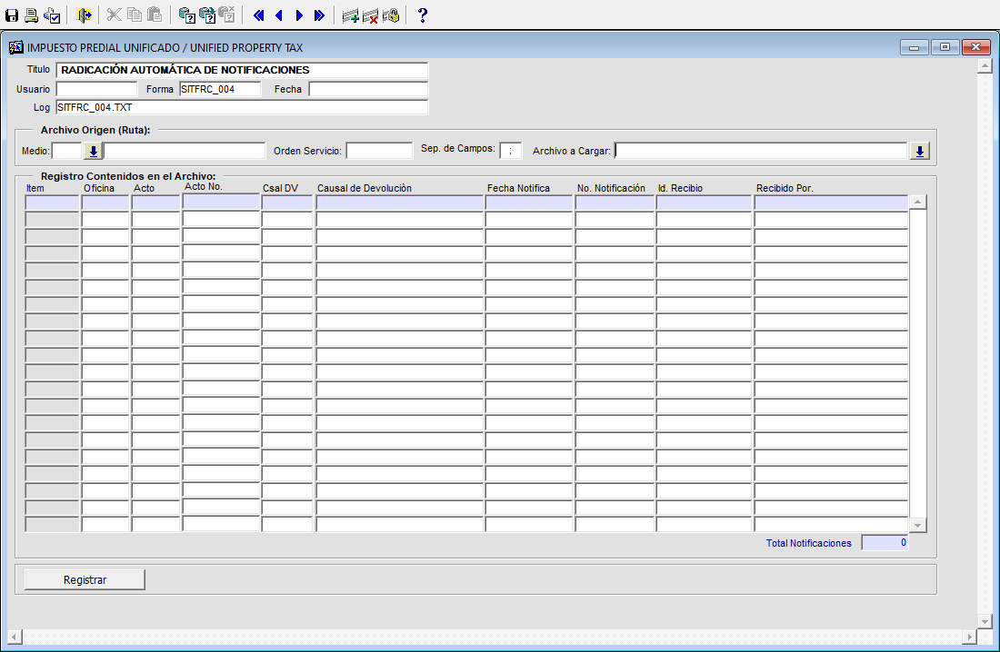 IMPUESTO PREDIAL UNIFICADO / UNIFIED PROPERTY TAX
Título RADICACIÓN AUTOMÁTICA DE NOTIFICACIONES
Usuario Forma SITFRC_004 Fecha
Log SITFRC_004.TXT
Archivo Origen (Ruta):
Medio: Orden Servicio: Sep. de Campos: ; Archivo a Cargar:
Registro Contenidos en el Archivo:
Item Oficina Acto Acto No. Csal DV Causal de Devolución Fecha Notifica No. Notificación Id. Recibio Recibido Por.
Total Notificaciones 0
Registrar